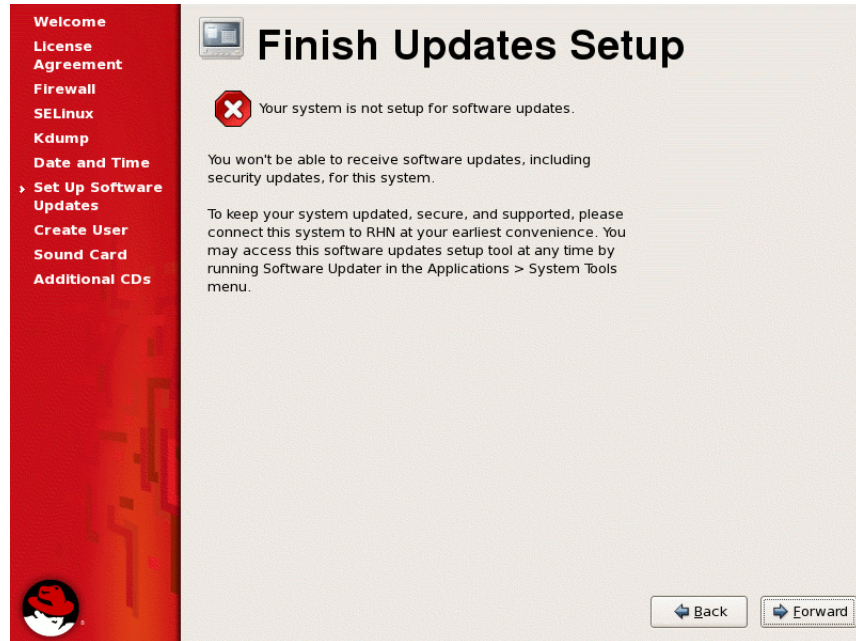 Welcome
License
Agreement
Firewall
SELinux
Kdump
Date and Time
Set Up Software
Updates
Create User
Sound Card
Additional CDs
Finish Updates Setup
Your system is not setup for software updates.
You won't be able to receive software updates, including
security updates, for this system.
To keep your system updated, secure, and supported, please
connect this system to RHN at your earliest convenience. You
may access this software updates setup tool at any time by
running Software Updater in the Applications > System Tools
menu.
Back
Forward